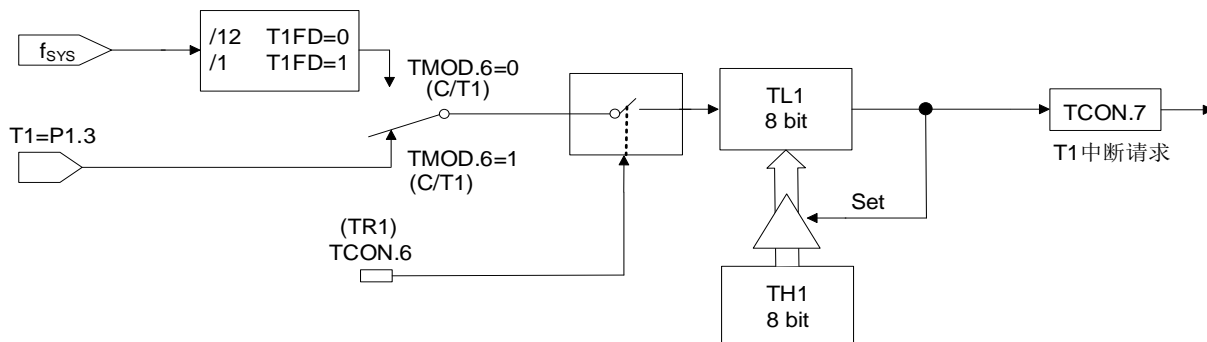 fSYS
/12 T1FD=0
/1 T1FD=1
TMOD.6=0
(C/T1)
T1=P1.3
TMOD.6=1
(C/T1)
(TR1)
TCON.6
TL1
8 bit
Set
TH1
8 bit
TCON.7
T1中断请求